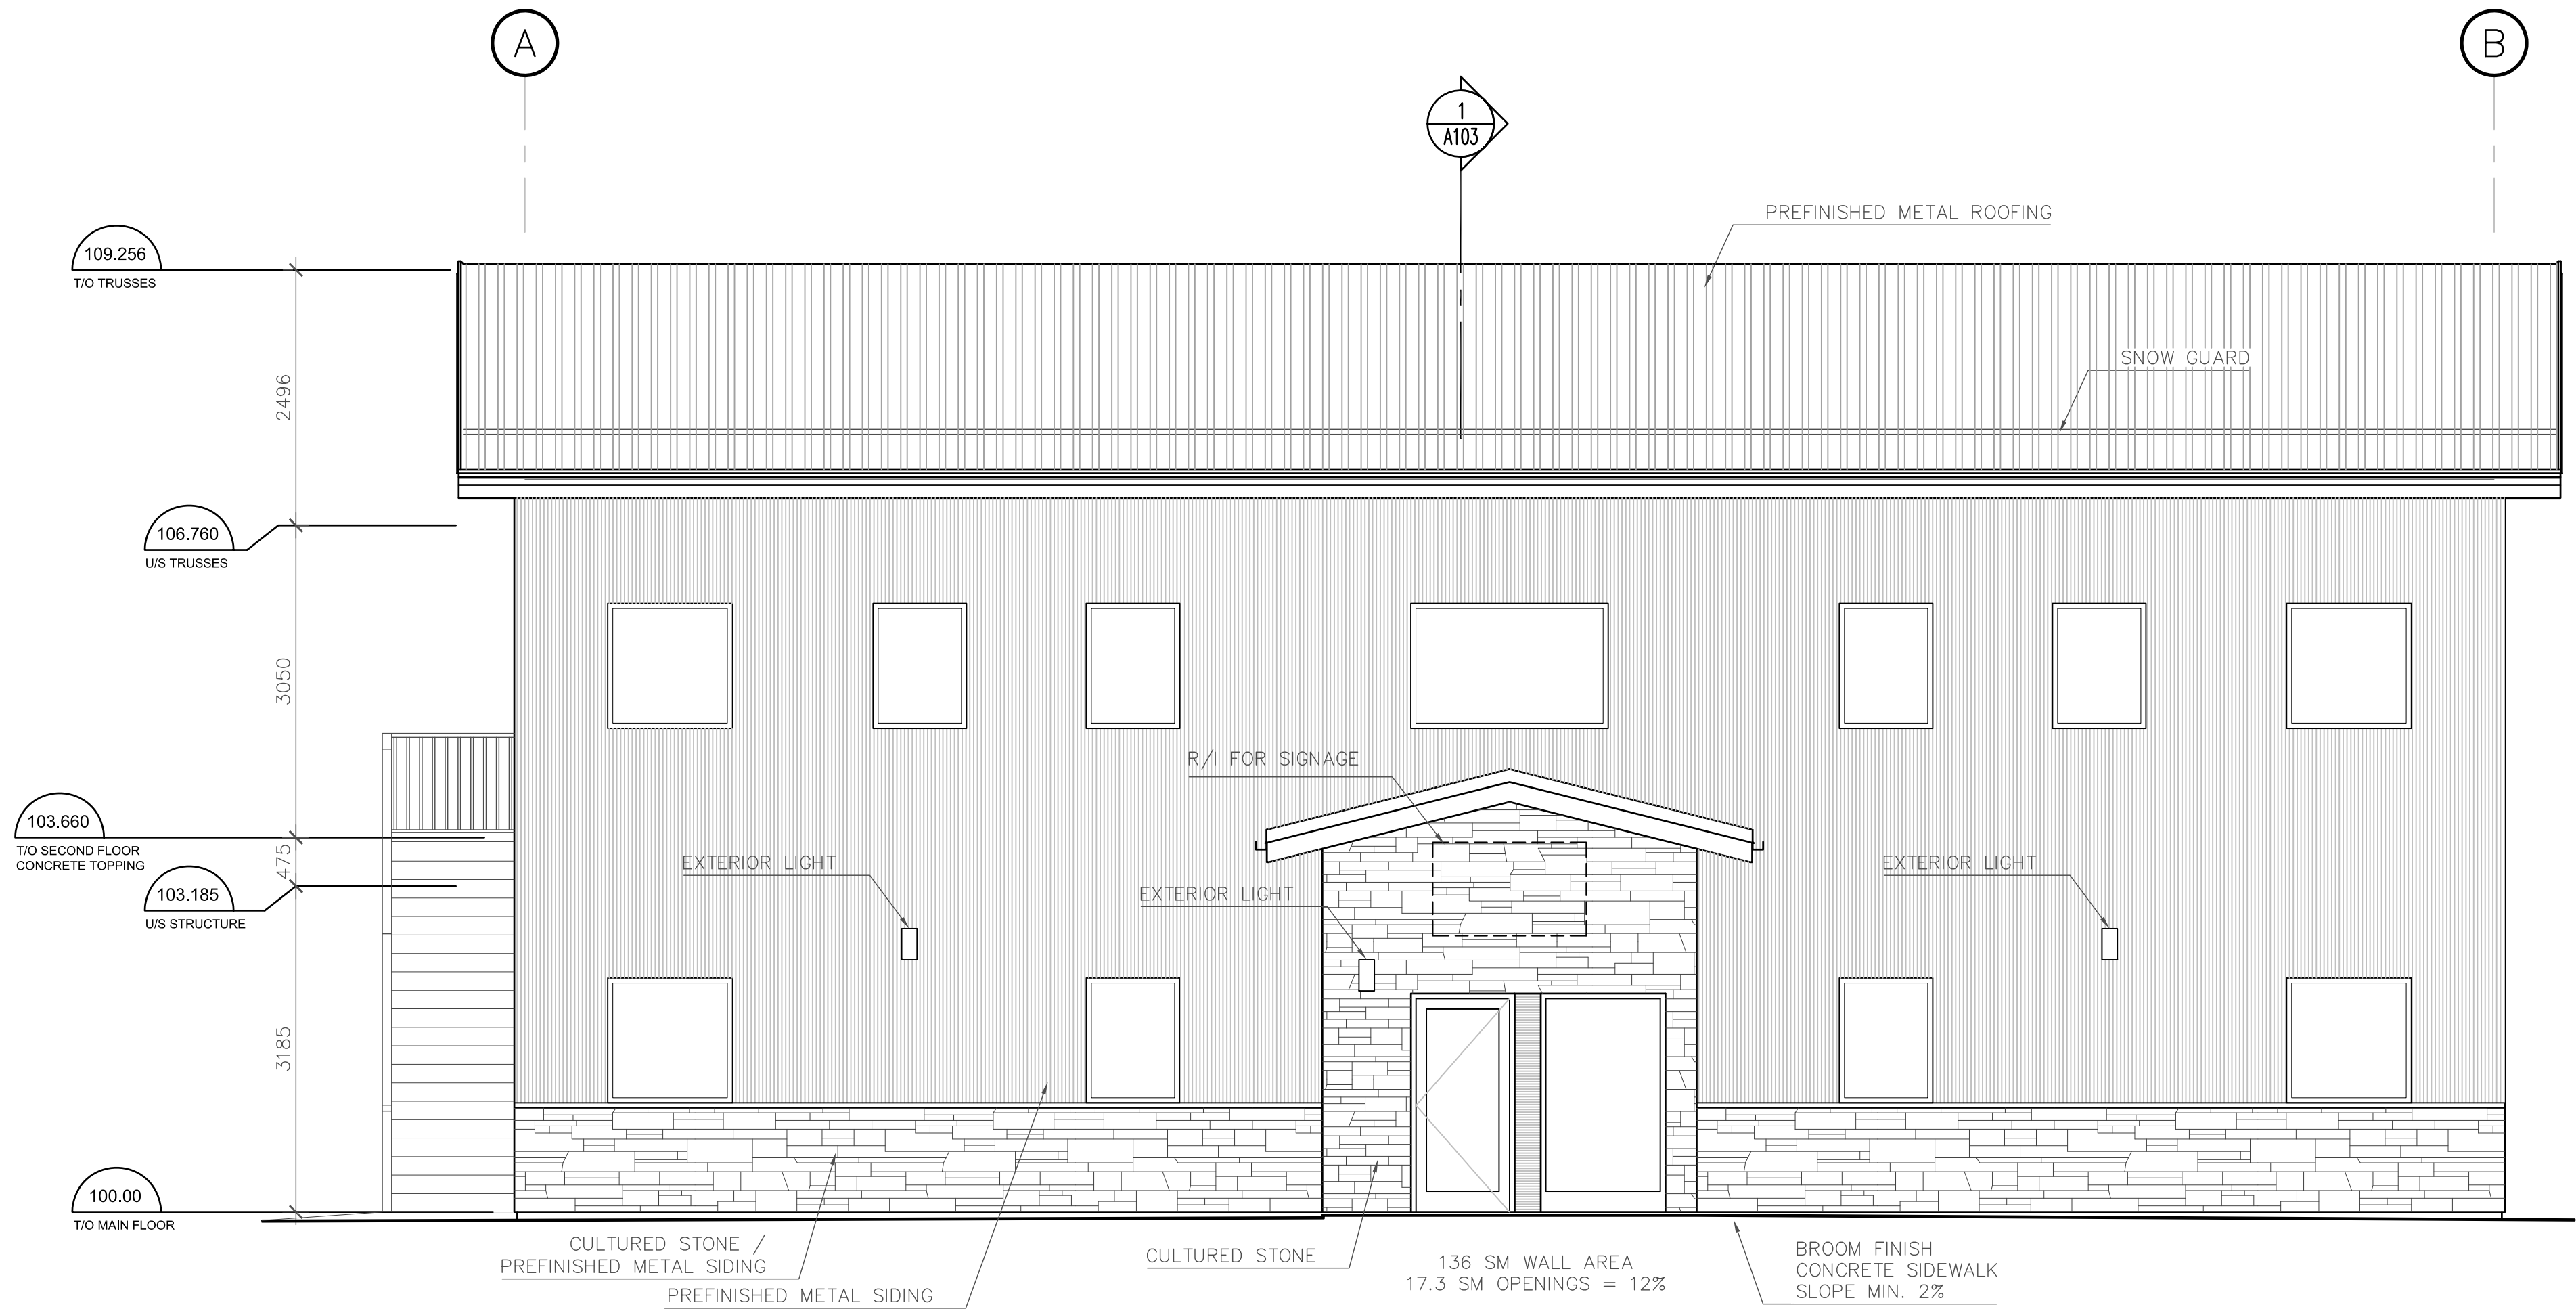 A
B
1
A103
PREFINISHED METAL ROOFING
109.256
T/O TRUSSES
SNOW GUARD
2496
106.760
U/S TRUSSES
3050
R/I FOR SIGNAGE
103.660
T/O SECOND FLOOR
CONCRETE TOPPING
475
EXTERIOR LIGHT
EXTERIOR LIGHT
EXTERIOR LIGHT
103.185
U/S STRUCTURE
3185
100.00
T/O MAIN FLOOR
CULTURED STONE /
PREFINISHED METAL SIDING
PREFINISHED METAL SIDING
CULTURED STONE
136 SM WALL AREA
17.3 SM OPENINGS = 12%
BROOM FINISH
CONCRETE SIDEWALK
SLOPE MIN. 2%